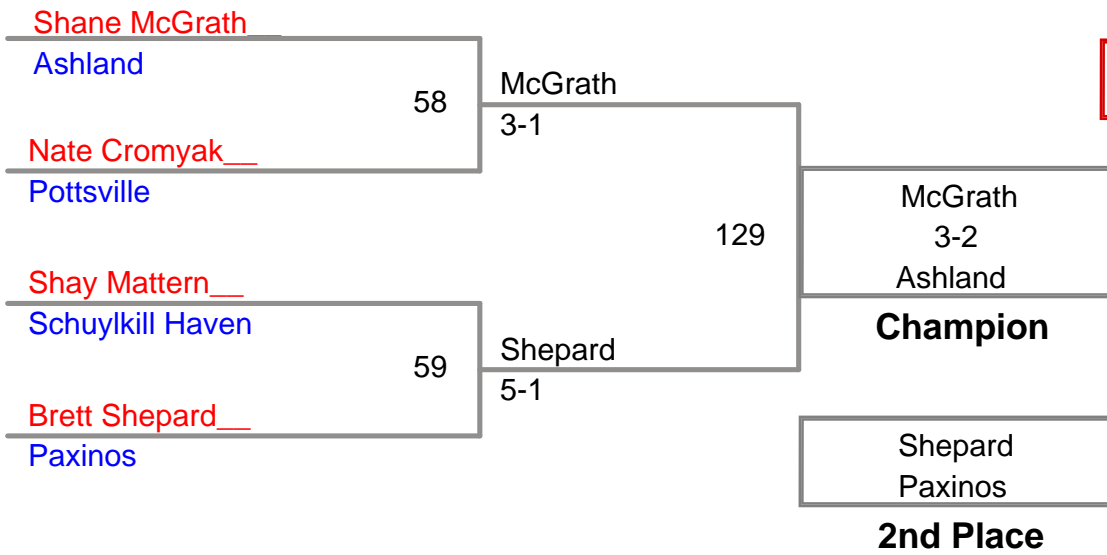 Shane McGrath__
Ashland
58
McGrath
3-1
Nate Cromyak__
Pottsville
129
McGrath
3-2
Ashland
Champion
Shay Mattern__
Schuylkill Haven
59
Shepard
5-1
Brett Shepard__
Paxinos
Shepard
Paxinos
2nd Place